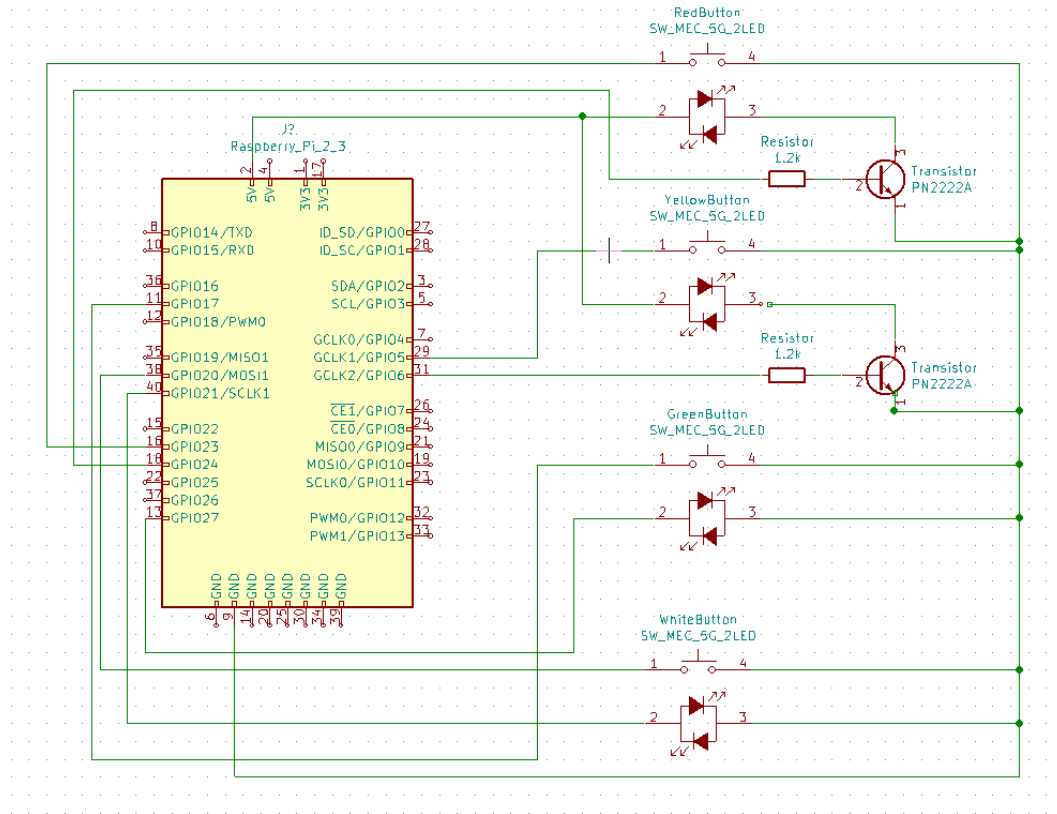 RedButton
SW_MEC_5G_2LED
1
4
2
3
J?
Raspberry_Pi_2_3
Resistor
1.2k
3
2
1
Transistor
PN2222A
2
4
1
17
5V
5V
3V3
3V3
YellowButton
SW_MEC_5G_2LED
1
4
2
3
8 GPIO14/TXD
10 GPIO15/RXD
36 GPIO16
11 GPIO17
12 GPIO18/PWM0
35 GPIO19/MISO1
38 GPIO20/MOSI1
40 GPIO21/SCLK1
15 GPIO22
16 GPIO23
18 GPIO24
22 GPIO25
37 GPIO26
13 GPIO27
ID_SD/GPIO0 27
ID_SC/GPIO1 28
SDA/GPIO2 3
SCL/GPIO3 5
GCLK0/GPIO4 7
GCLK1/GPIO5 29
GCLK2/GPIO6 31
CE1/GPIO7 26
CE0/GPIO8 24
MISO0/GPIO9 21
MOSI0/GPIO10 19
SCLK0/GPIO11 23
PWM0/GPIO12 32
PWM1/GPIO13 33
Resistor
1.2k
3
2
1
Transistor
PN2222A
GreenButton
SW_MEC_5G_2LED
1
4
2
3
GND
GND
GND
GND
GND
GND
GND
GND
6
9
14
20
25
30
34
39
WhiteButton
SW_MEC_5G_2LED
1
4
2
3